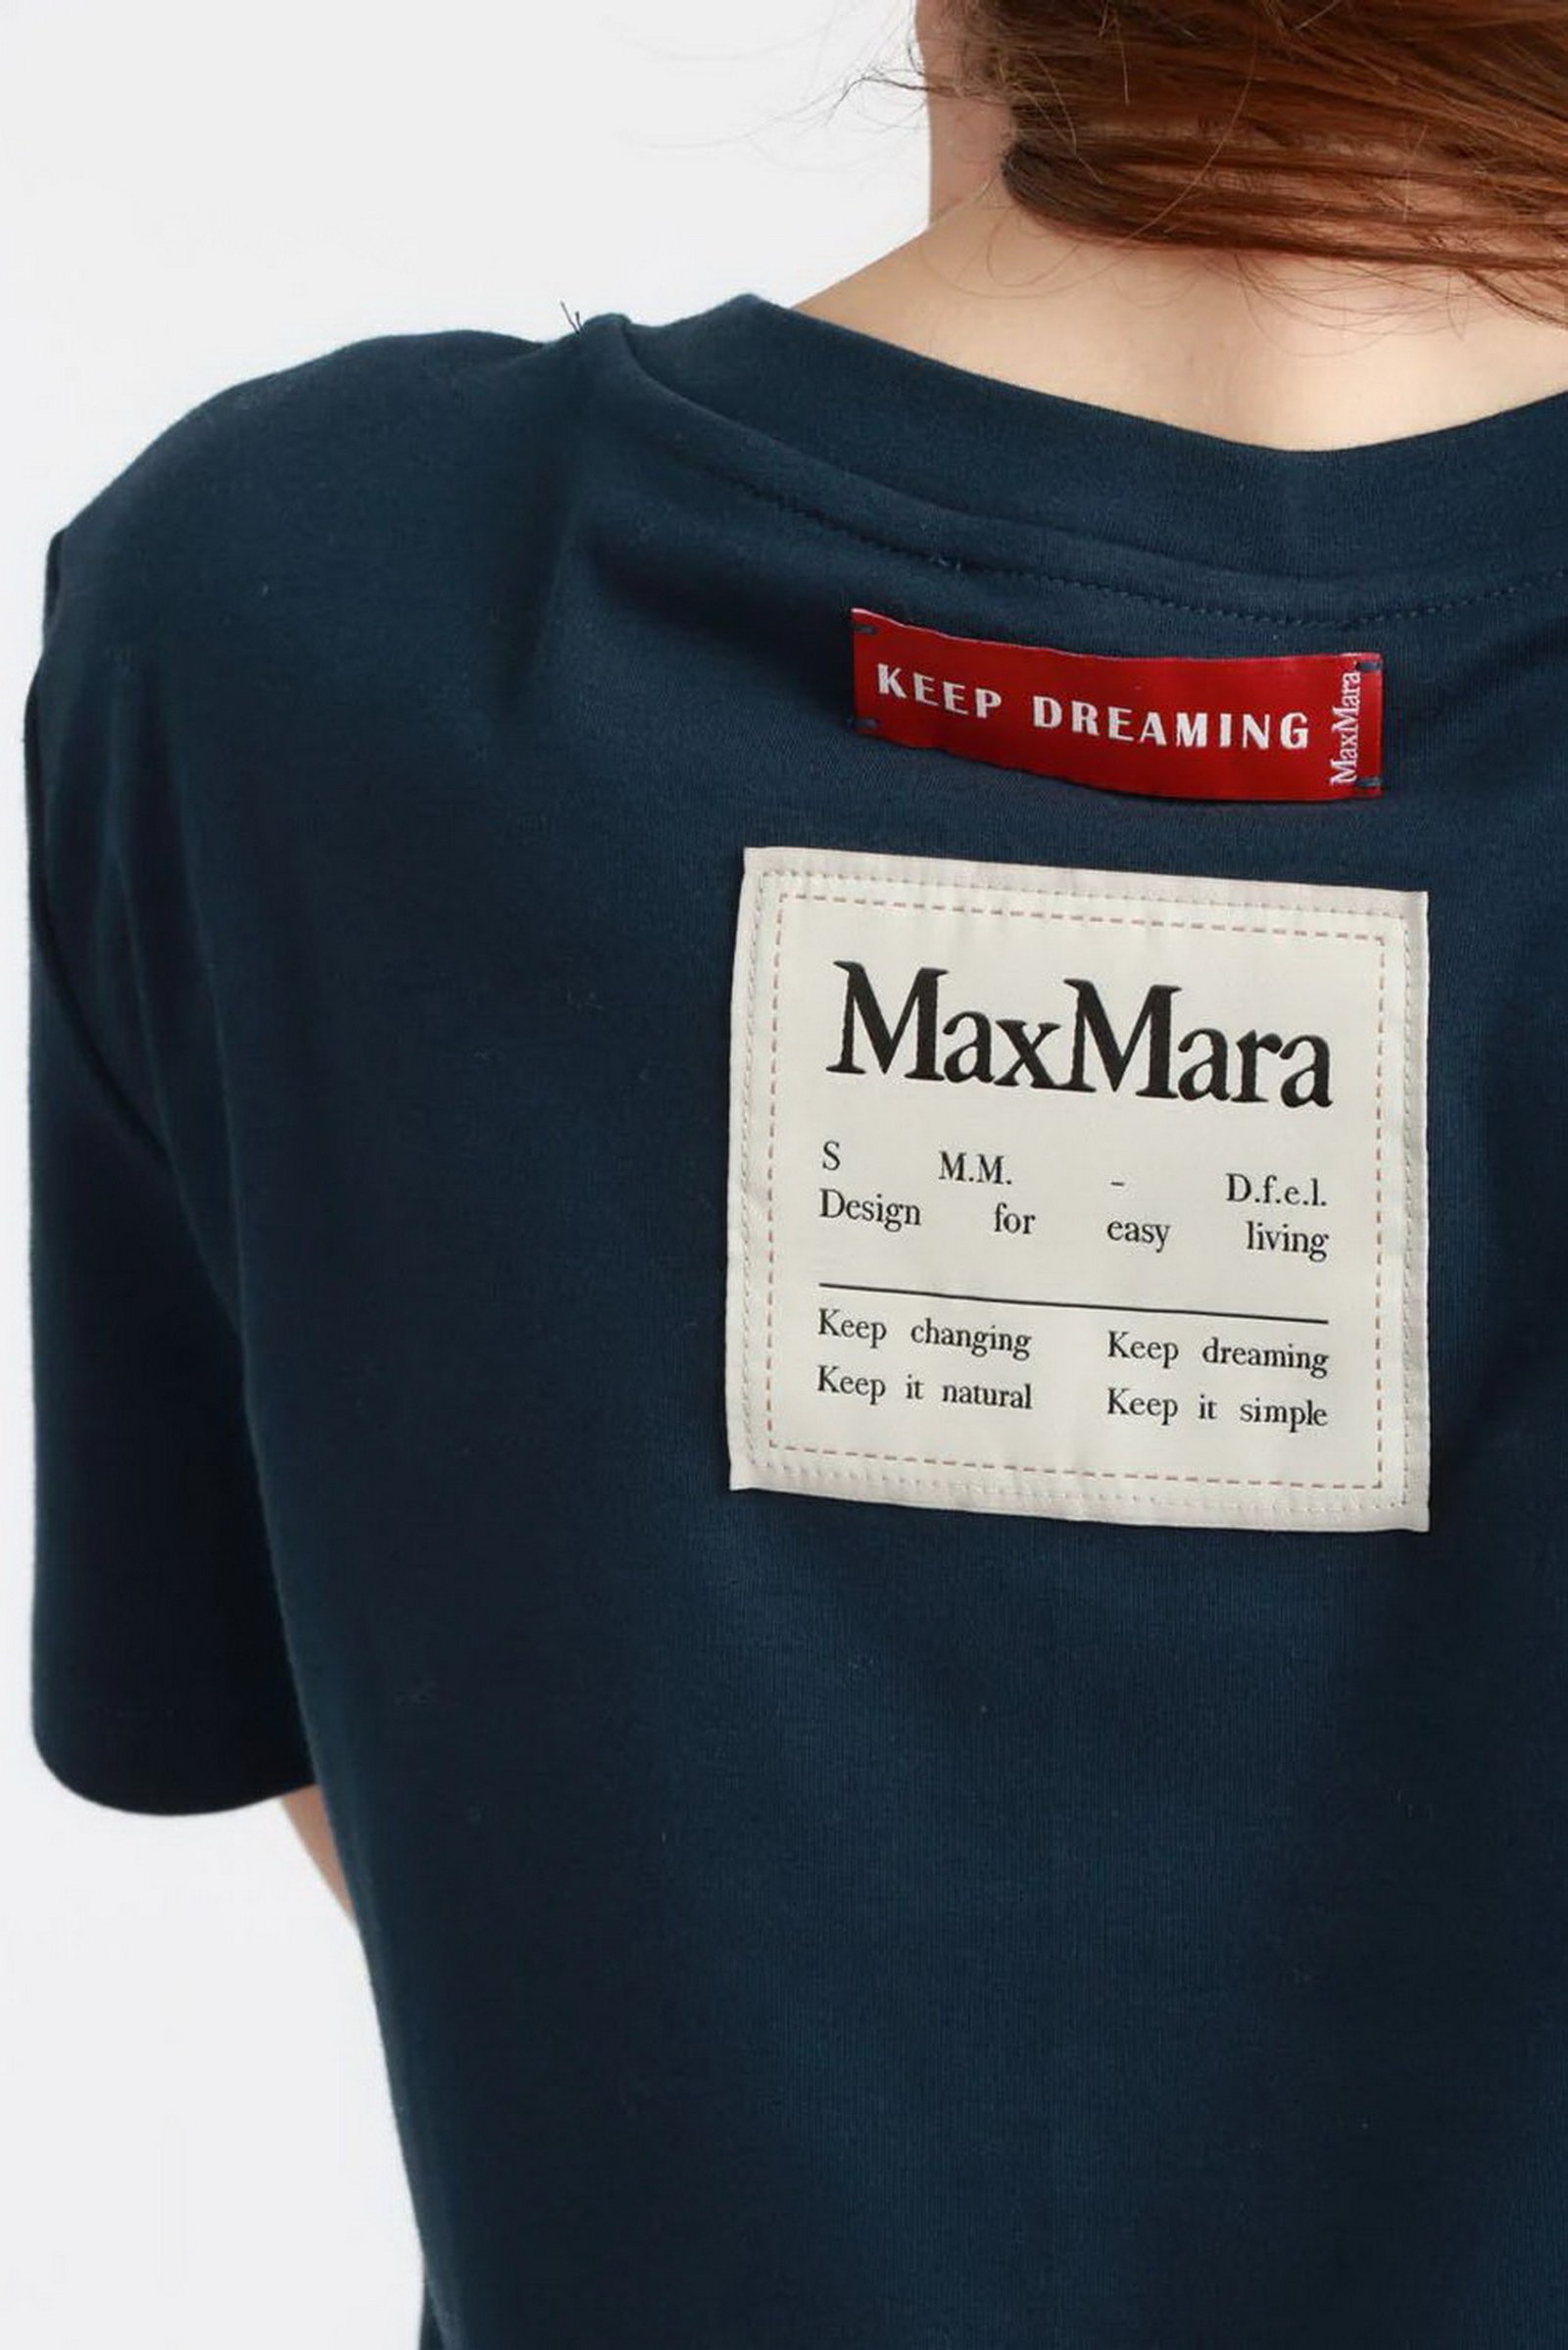 KEEP DREAMING MaxMara
MaxMara
S M.M. - D.f.e.l.
Design for easy living
Keep changing Keep dreaming
Keep it natural Keep it simple